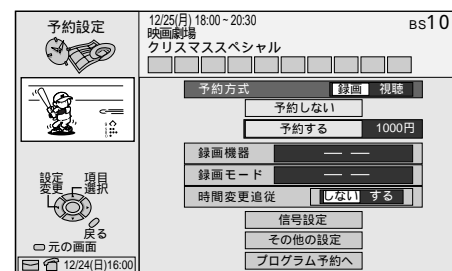 予約設定
12/25(月) 18:00~20:30
BS10
映画劇場
クリスマススペシャル
予約方式 録画 視聴
予約しない
予約する 1000円
録画機器 — —
録画モード — —
時間変更追従 しない する
信号設定
その他の設定
プログラム予約へ
設定 項目
変更 選択
戻る
元の画面
12/24(日)16:00